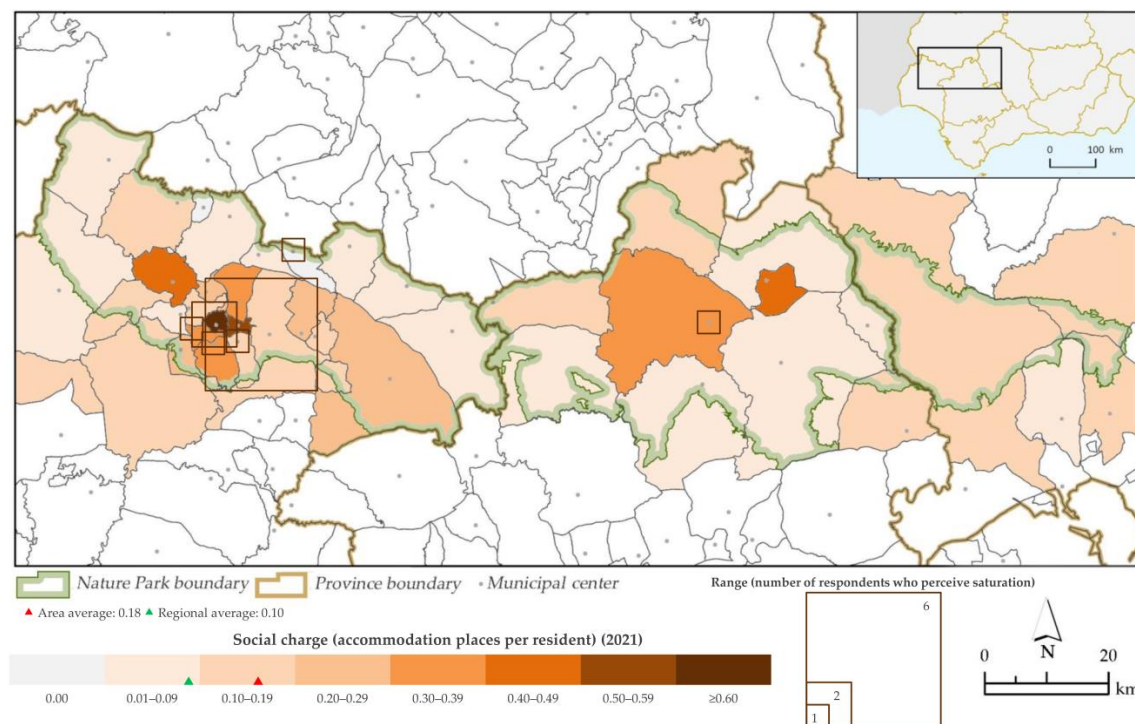 0 100 km
Nature Park boundary Province boundary Municipal center
Area average: 0.18 Regional average: 0.10
Social charge (accommodation places per resident) (2021)
0.00 0.01–0.09 0.10–0.19 0.20–0.29 0.30–0.39 0.40–0.49 0.50–0.59 ≥0.60
Range (number of respondents who perceive saturation)
6
2
1
N
0 20
km